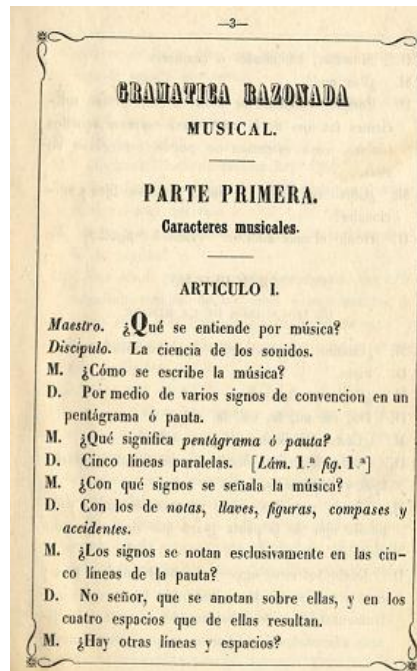 —3—
GRAMATICA RAZONADA
MUSICAL.
PARTE PRIMERA.
Caracteres musicales.
ARTICULO I.
Maestro. ¿Qué se entiende por música?
Discípulo. La ciencia de los sonidos.
M. ¿Cómo se escribe la música?
D. Por medio de varios signos de convencion en un
pentágrama ó pauta.
M. ¿Qué significa pentágrama ó pauta?
D. Cinco líneas paralelas. [Lám. 1.ª fig. 1.ª]
M. ¿Con qué signos se señala la música?
D. Con los de notas, llaves, figuras, compases y
accidentes.
M. ¿Los signos se notan esclusivamente en las cin-
co líneas de la pauta?
D. No señor, que se anotan sobre ellas, y en los
cuatro espacios que de ellas resultan.
M. ¿Hay otras líneas y espacios?